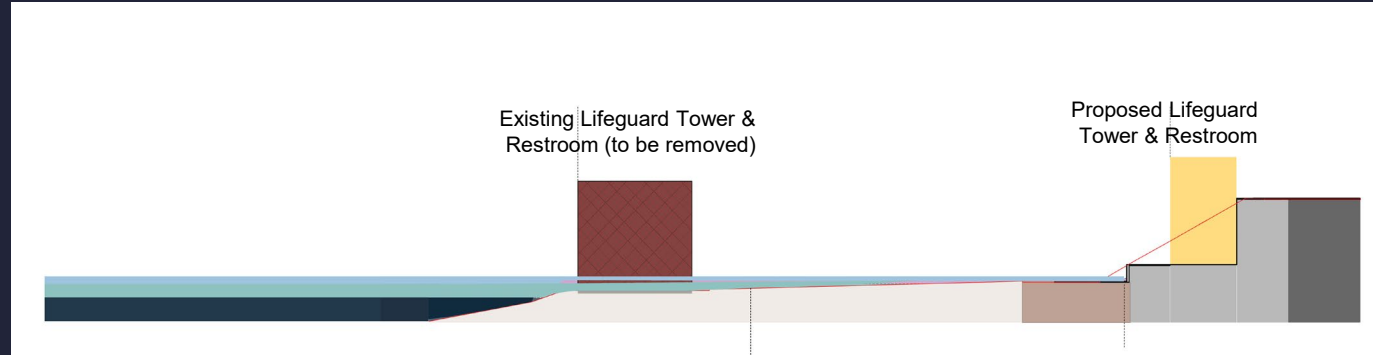 Existing Lifeguard Tower &
Restroom (to be removed)
Proposed Lifeguard
Tower & Restroom